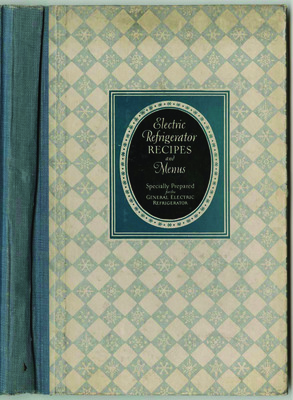 Electric
Refrigerator
RECIPES
and
Menus
Specially Prepared
for the
GENERAL ELECTRIC
REFRIGERATOR